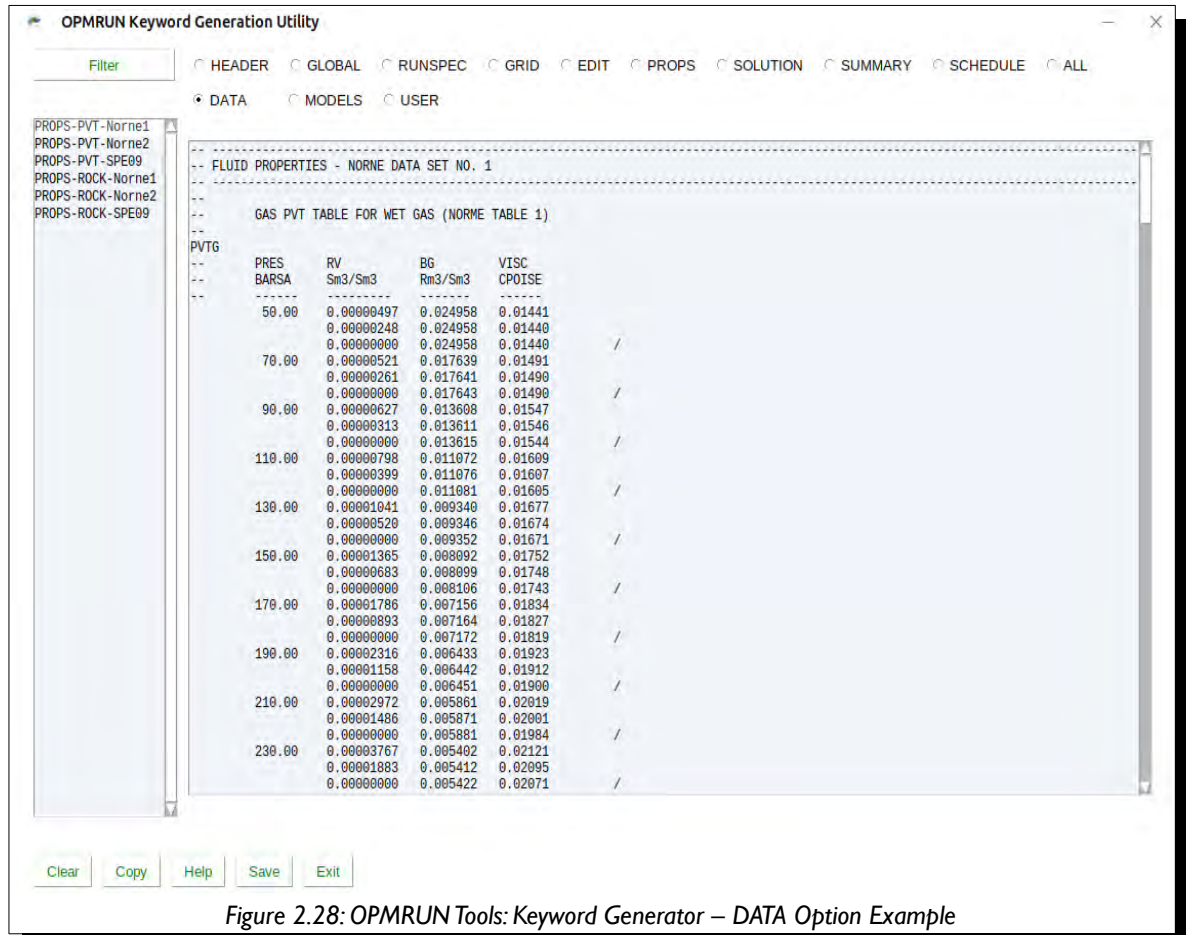 OPMRUN Keyword Generation Utility
Filter
HEADER GLOBAL RUNSPEC GRID EDIT PROPS SOLUTION SUMMARY SCHEDULE ALL
DATA MODELS USER
PROPS-PVT-Norne1
PROPS-PVT-Norne2
PROPS-PVT-SPE09
PROPS-ROCK-Norne1
PROPS-ROCK-Norne2
PROPS-ROCK-SPE09
-- --------------------------------------------------------------------------------------------------------------------------------
-- FLUID PROPERTIES - NORNE DATA SET NO. 1
-- --------------------------------------------------------------------------------------------------------------------------------
--
-- GAS PVT TABLE FOR WET GAS (NORME TABLE 1)
--
PVTG
-- PRES RV BG VISC
-- BARSA Sm3/Sm3 Rm3/Sm3 CPOISE
-- ------ --------- ------- ------
50.00 0.00000497 0.024958 0.01441
0.00000248 0.024958 0.01440
0.00000000 0.024958 0.01440 /
70.00 0.00000521 0.017639 0.01491
0.00000261 0.017641 0.01490
0.00000000 0.017643 0.01490 /
90.00 0.00000627 0.013608 0.01547
0.00000313 0.013611 0.01546
0.00000000 0.013615 0.01544 /
110.00 0.00000798 0.011072 0.01609
0.00000399 0.011076 0.01607
0.00000000 0.011081 0.01605 /
130.00 0.00001041 0.009340 0.01677
0.00000520 0.009346 0.01674
0.00000000 0.009352 0.01671 /
150.00 0.00001365 0.008092 0.01752
0.00000683 0.008099 0.01748
0.00000000 0.008106 0.01743 /
170.00 0.00001786 0.007156 0.01834
0.00000893 0.007164 0.01827
0.00000000 0.007172 0.01819 /
190.00 0.00002316 0.006433 0.01923
0.00001158 0.006442 0.01912
0.00000000 0.006451 0.01900 /
210.00 0.00002972 0.005861 0.02019
0.00001486 0.005871 0.02001
0.00000000 0.005881 0.01984 /
230.00 0.00003767 0.005402 0.02121
0.00001883 0.005412 0.02095
0.00000000 0.005422 0.02071 /
Clear Copy Help Save Exit
Figure 2.28: OPMRUN Tools: Keyword Generator – DATA Option Example